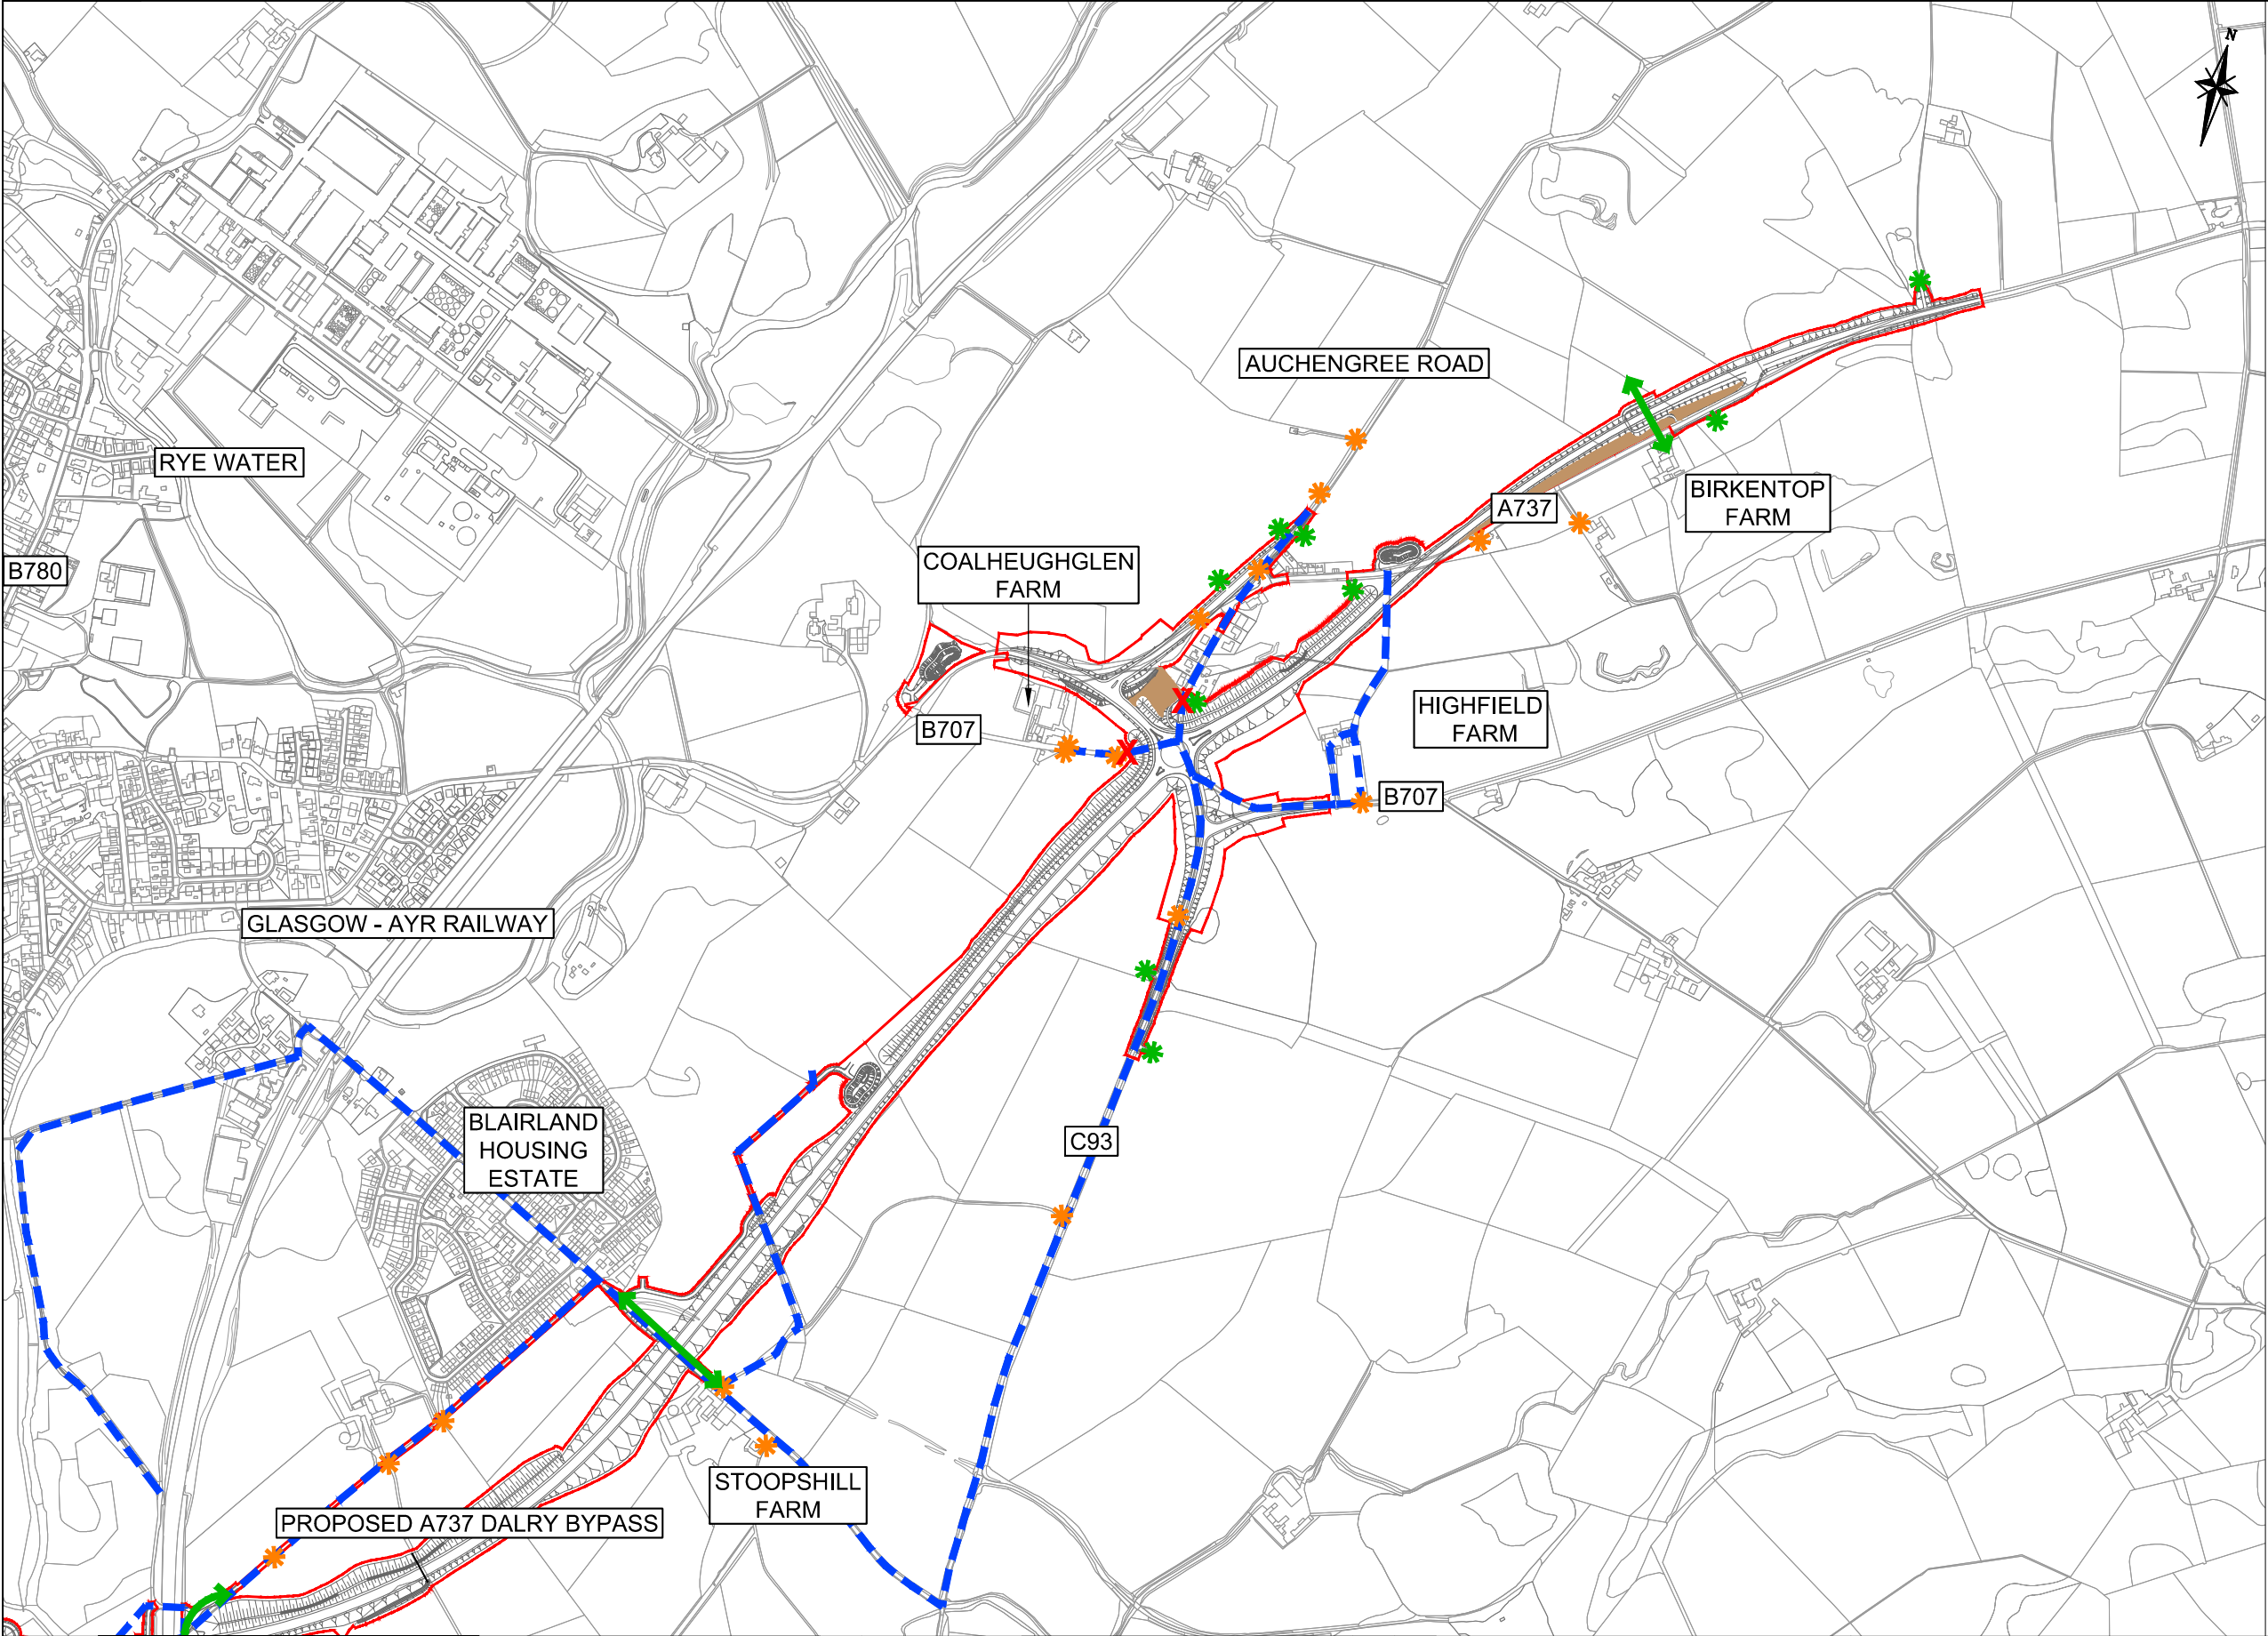 N
AUCHENGREE ROAD
RYE WATER
BIRKENTOP
FARM
A737
COALHEUGHGLEN
FARM
B780
HIGHFIELD
FARM
B707
B707
GLASGOW - AYR RAILWAY
BLAIRLAND
HOUSING
ESTATE
C93
STOOPSHILL
FARM
PROPOSED A737 DALRY BYPASS
X
X